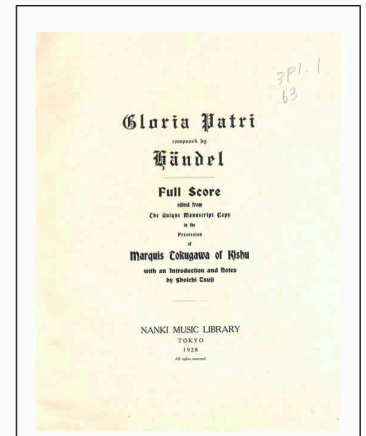 3P1.1
63
Gloria Patri
composed by
Händel
Full Score
edited from
The Unique Manuscript Copy
in the
Possession
of
Marquis Tokugawa of Kishu
with an Introduction and Notes
by Shoichi Tsuji
NANKI MUSIC LIBRARY
TOKYO
1928
All rights reserved